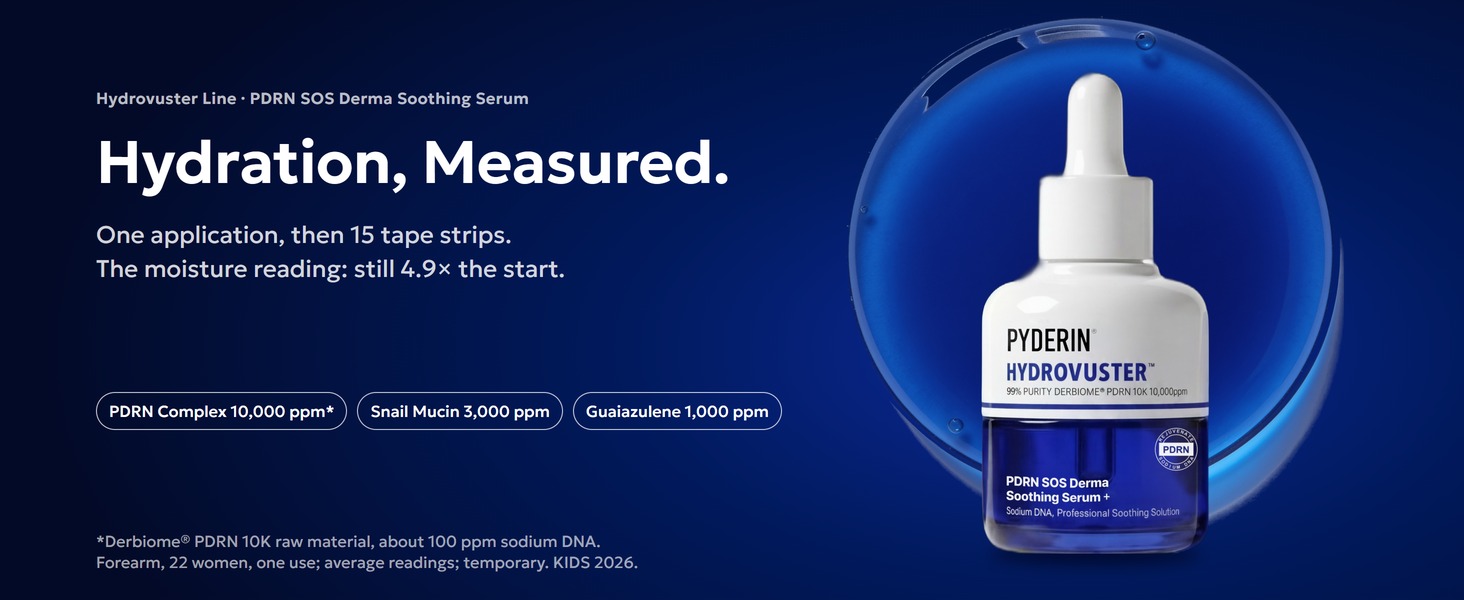 Hydrovuster Line · PDRN SOS Derma Soothing Serum
Hydration, Measured.
One application, then 15 tape strips.
The moisture reading: still 4.9× the start.
PDRN Complex 10,000 ppm*
Snail Mucin 3,000 ppm
Guaiazulene 1,000 ppm
*Derbiome® PDRN 10K raw material, about 100 ppm sodium DNA.
Forearm, 22 women, one use; average readings; temporary. KIDS 2026.
PYDERIN®
HYDROVUSTER™
99% PURITY DERBIOME® PDRN 10K 10,000ppm
REJUVENATE
PDRN
SODIUM DNA
PDRN SOS Derma
Soothing Serum +
Sodium DNA, Professional Soothing Solution